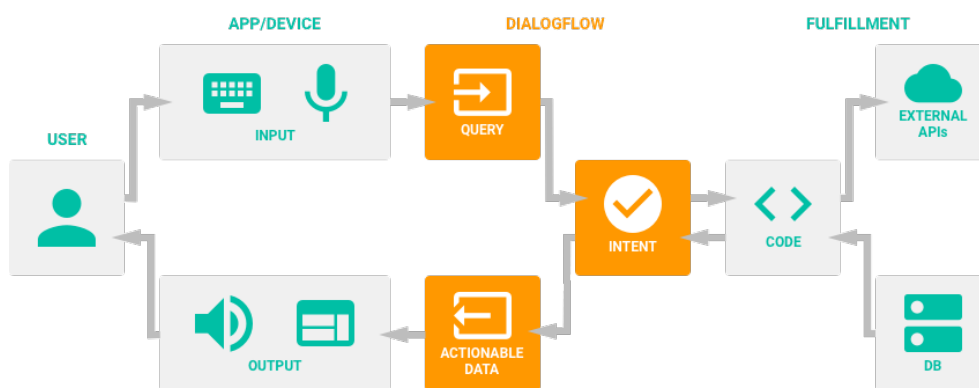 APP/DEVICE
DIALOGFLOW
FULFILLMENT
INPUT
QUERY
EXTERNAL
APIs
USER
INTENT
CODE
OUTPUT
ACTIONABLE
DATA
DB